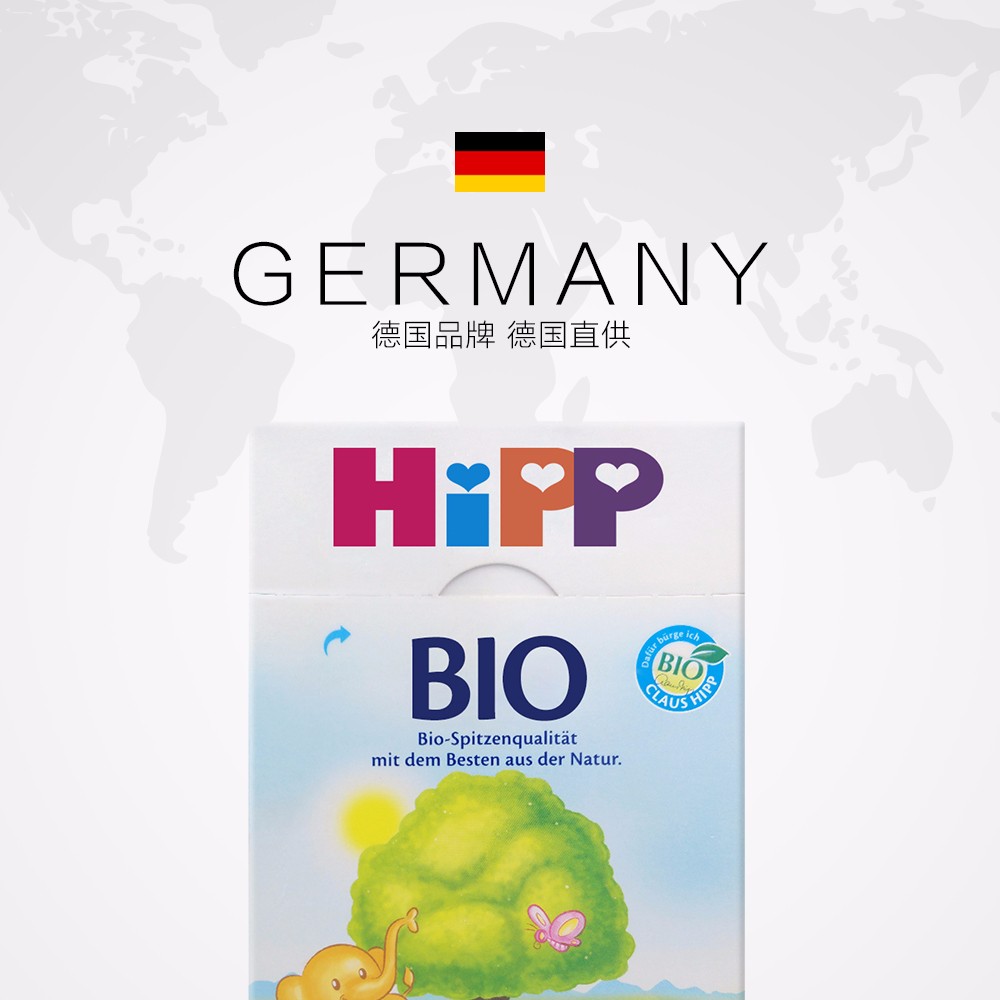 GERMANY
德国品牌 德国直供
HiPP
BIO
Dafür bürge ich
BIO
CLAUS HIPP
Bio-Spitzenqualität
mit dem Besten aus der Natur.